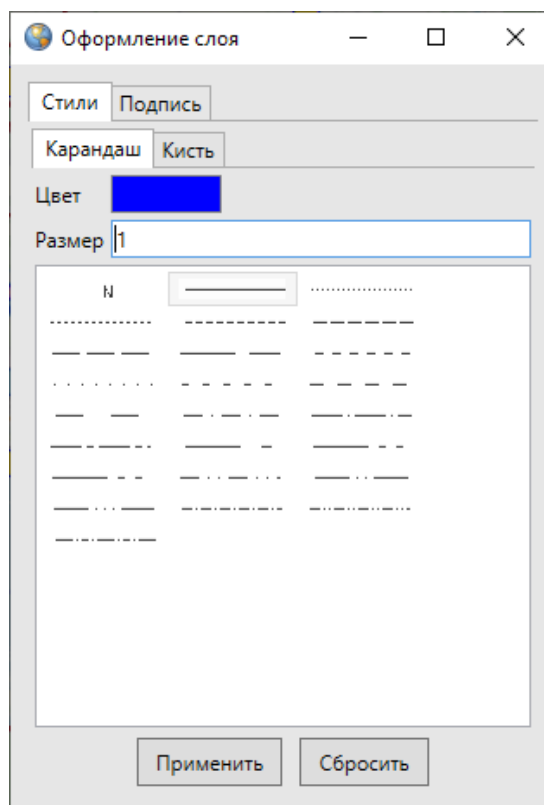 Оформление слоя
Стили Подпись
Карандаш Кисть
Цвет
Размер 1
N
Применить Сбросить